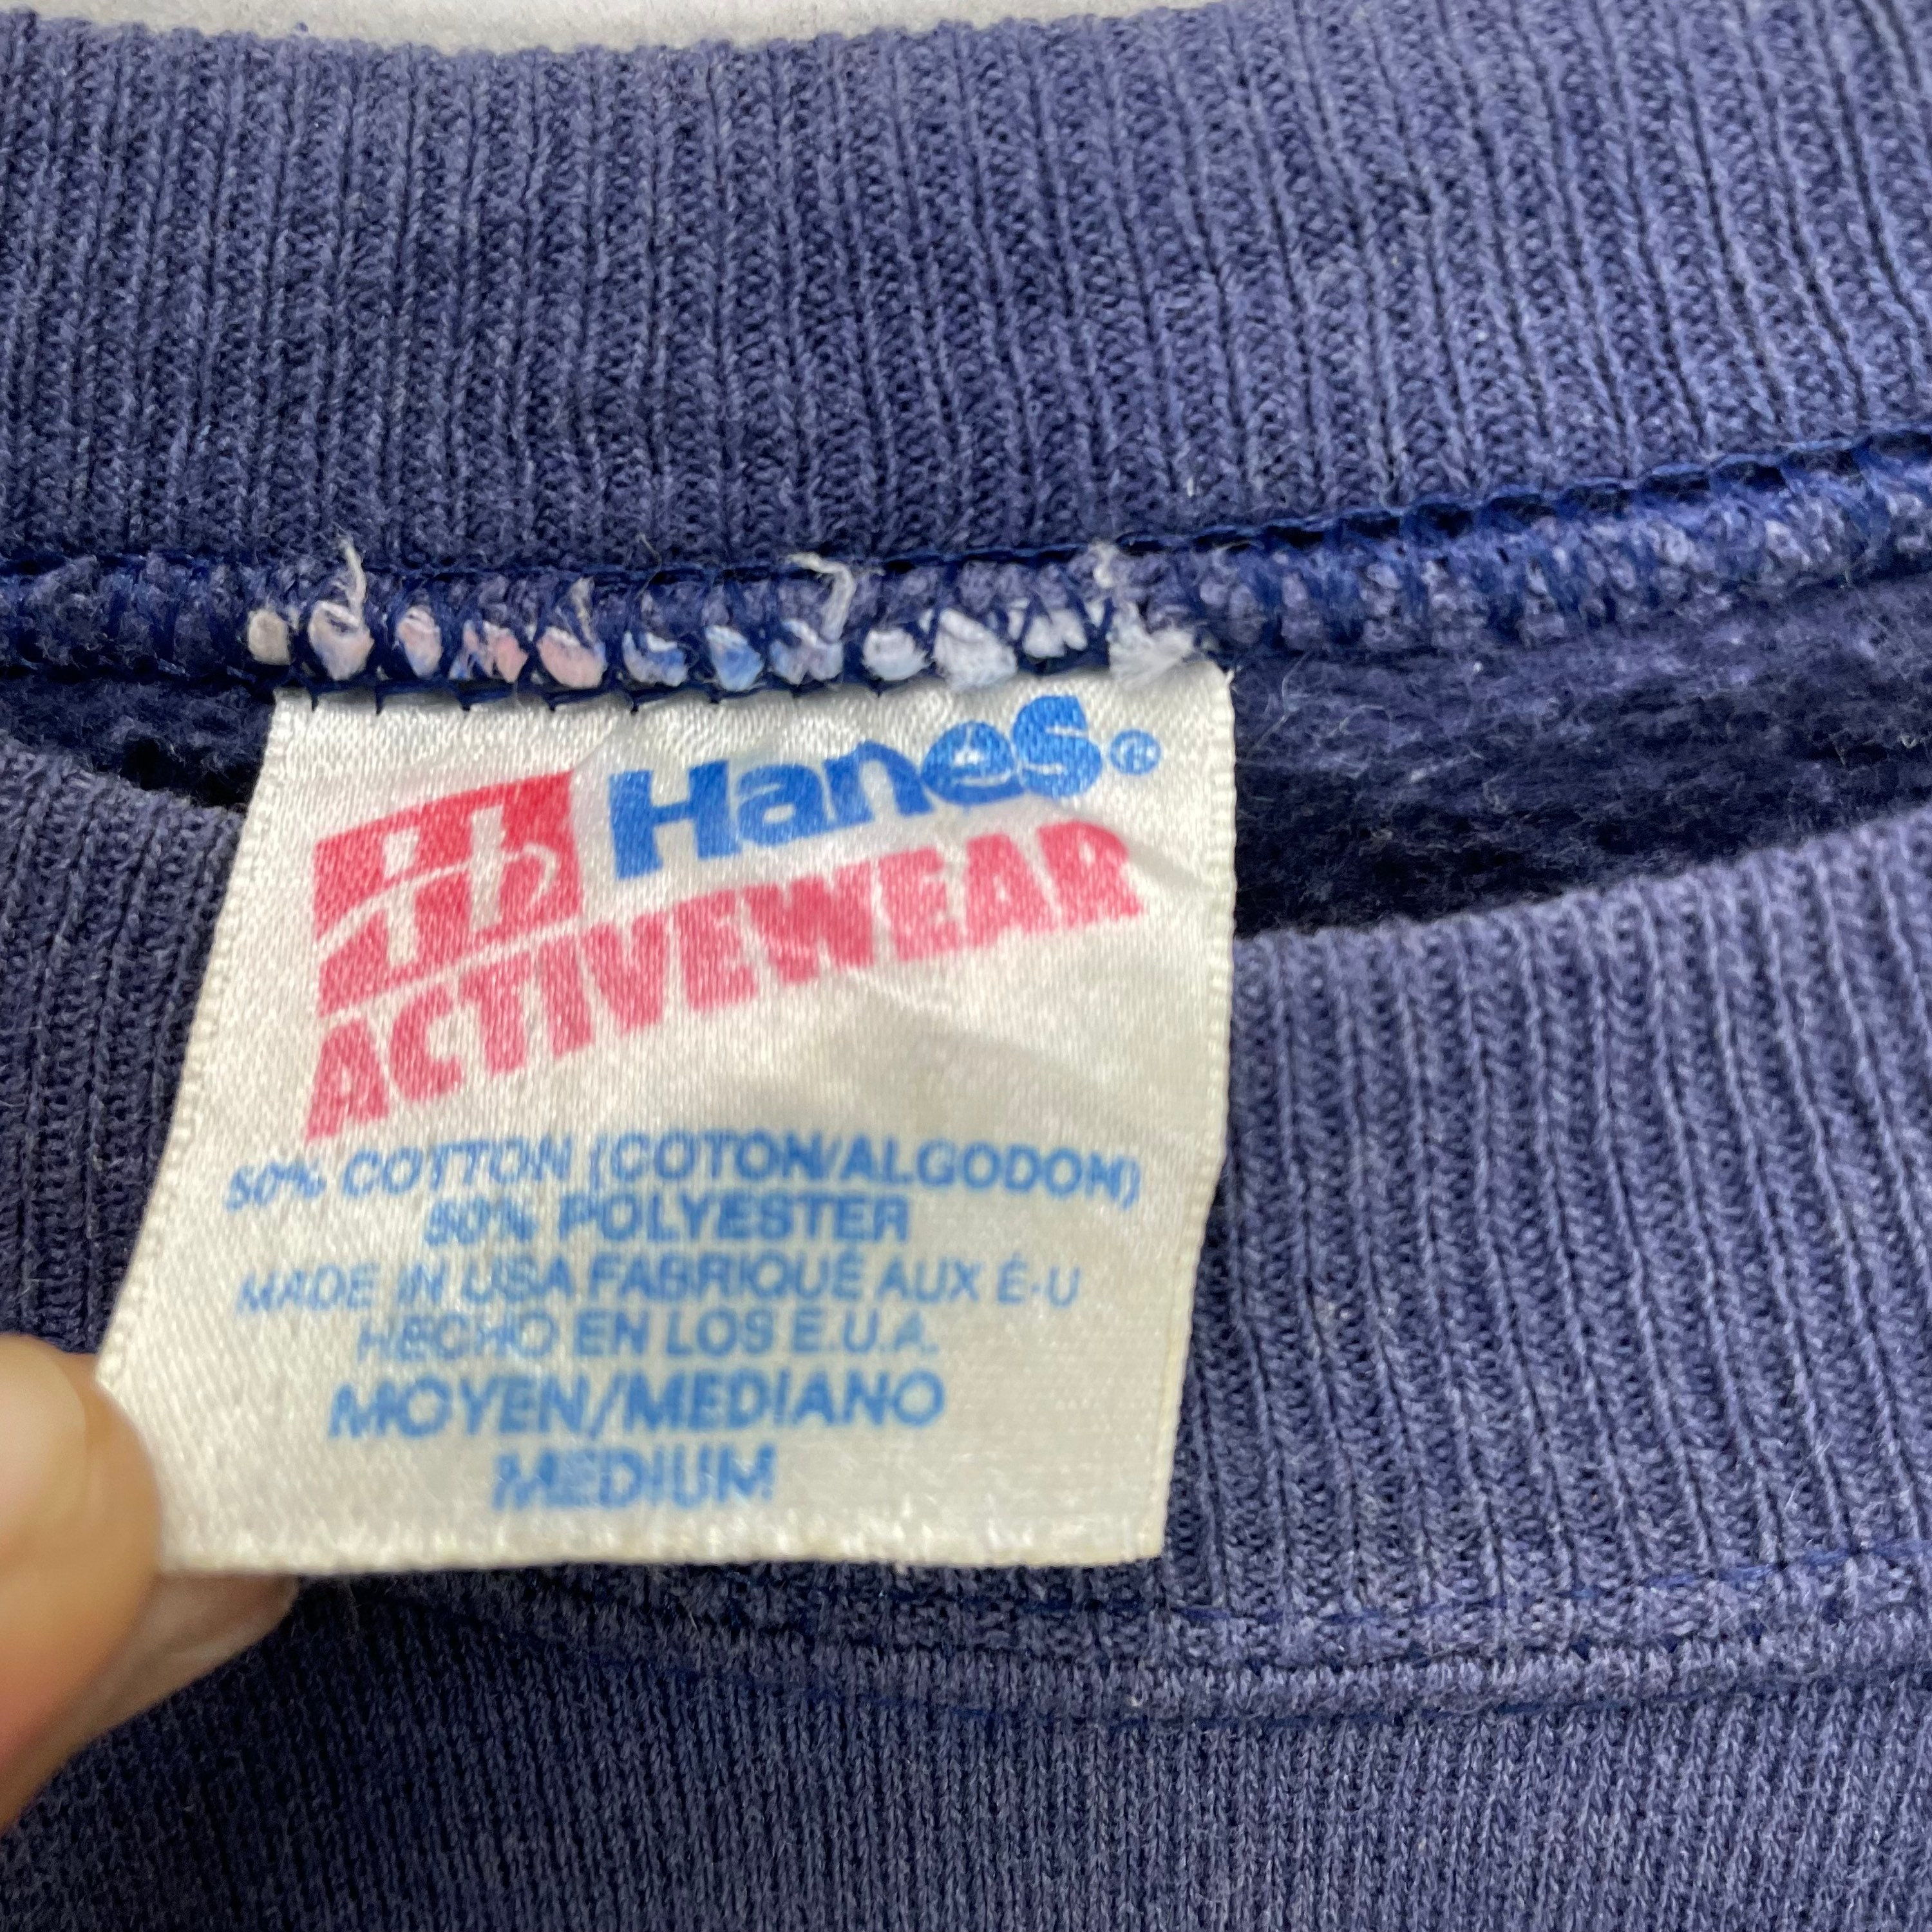 Hanes®
ACTIVEWEAR
50% COTTON (COTON/ALGODON)
50% POLYESTER
MADE IN USA FABRIQUÉ AUX É-U
HECHO EN LOS E.U.A.
MOYEN/MEDIANO
MEDIUM